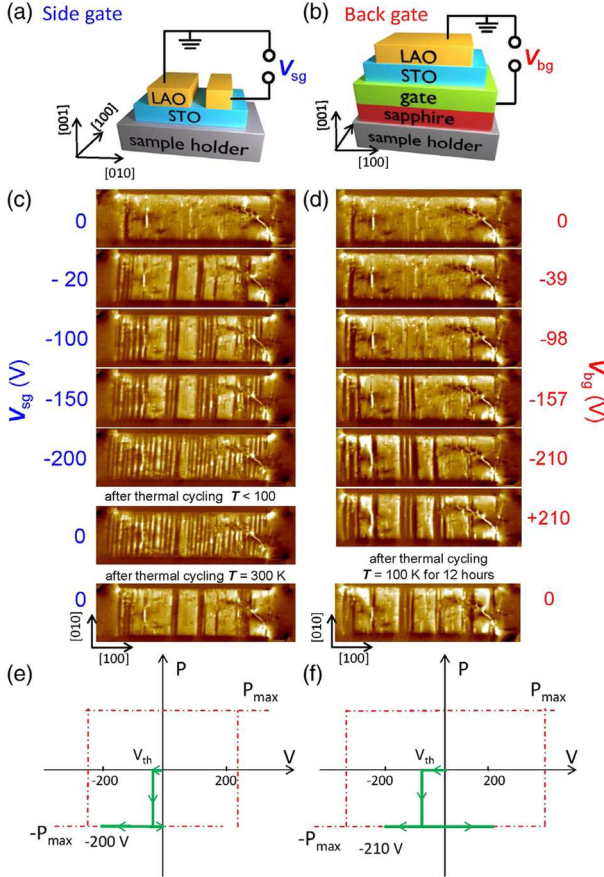 (a) Side gate
V_sg
LAO
STO
sample holder
[001]
[100]
[010]
(b) Back gate
V_bg
LAO
STO
gate
sapphire
sample holder
[001]
[100]
(c)
V_sg (V)
0
- 20
-100
-150
-200
after thermal cycling T < 100
0
after thermal cycling T = 300 K
0
[010]
[100]
(d)
V_bg (V)
0
-39
-98
-157
-210
+210
after thermal cycling
T = 100 K for 12 hours
0
[010]
[100]
(e)
P
P_max
V_th
V
-200
200
-P_max
-200 V
(f)
P
P_max
V_th
V
-200
200
-P_max
-210 V